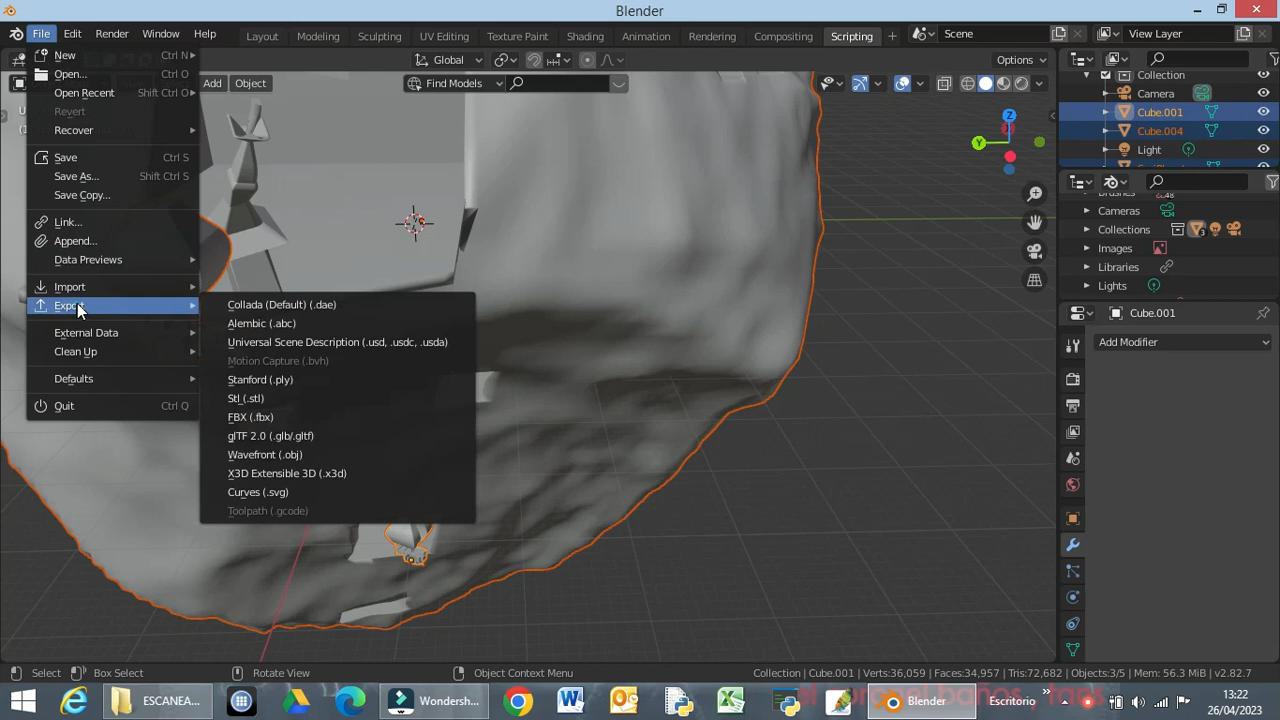 Blender
File Edit Render Window Help Layout Modeling Sculpting UV Editing Texture Paint Shading Animation Rendering Compositing Scripting + Scene View Layer
Global Options
Add Object Find Models
New Ctrl N
Open... Ctrl O
Open Recent Shift Ctrl O
Revert
Recover
Save Ctrl S
Save As... Shift Ctrl S
Save Copy...
Link...
Append...
Data Previews
Import
Export
External Data
Clean Up
Defaults
Quit Ctrl Q
Collada (Default) (.dae)
Alembic (.abc)
Universal Scene Description (.usd, .usdc, .usda)
Motion Capture (.bvh)
Stanford (.ply)
Stl (.stl)
FBX (.fbx)
glTF 2.0 (.glb/.gltf)
Wavefront (.obj)
X3D Extensible 3D (.x3d)
Curves (.svg)
Toolpath (.gcode)
Z
Y
Collection
Camera
Cube.001
Cube.004
Light
Brushes 48
Cameras
Collections 3
Images
Libraries
Lights
Cube.001
Add Modifier
Select Box Select Rotate View Object Context Menu Collection | Cube.001 | Verts:36,059 | Faces:34,957 | Tris:72,682 | Objects:3/5 | Mem: 56.3 MiB | v2.82.7
ESCANEA... Wondersh... Blender Escritorio
13:22
26/04/2023